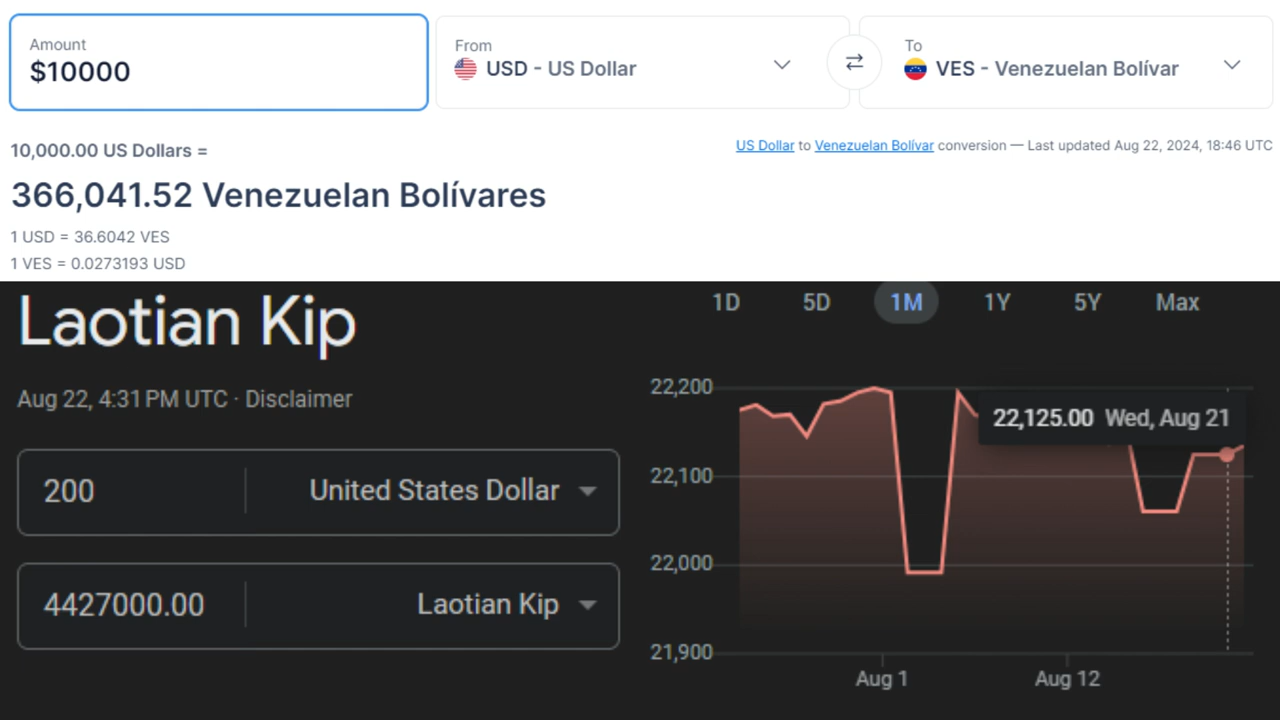 Amount
$10000
From
USD - US Dollar
To
VES - Venezuelan Bolívar
10,000.00 US Dollars =
US Dollar to Venezuelan Bolívar conversion — Last updated Aug 22, 2024, 18:46 UTC
366,041.52 Venezuelan Bolívares
1 USD = 36.6042 VES
1 VES = 0.0273193 USD
Laotian Kip
Aug 22, 4:31 PM UTC · Disclaimer
200
United States Dollar
4427000.00
Laotian Kip
1D 5D 1M 1Y 5Y Max
22,200
22,125.00 Wed, Aug 21
22,100
22,000
21,900
Aug 1 Aug 12